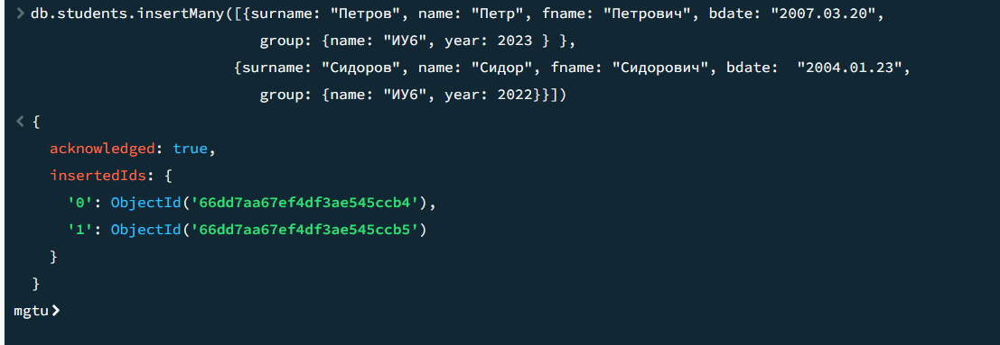 > db.students.insertMany([{surname: "Петров", name: "Петр", fname: "Петрович", bdate: "2007.03.20",
group: {name: "ИУ6", year: 2023 } },
{surname: "Сидоров", name: "Сидор", fname: "Сидорович", bdate:  "2004.01.23",
group: {name: "ИУ6", year: 2022}}])
< {
acknowledged: true,
insertedIds: {
'0': ObjectId('66dd7aa67ef4df3ae545ccb4'),
'1': ObjectId('66dd7aa67ef4df3ae545ccb5')
}
}
mgtu>